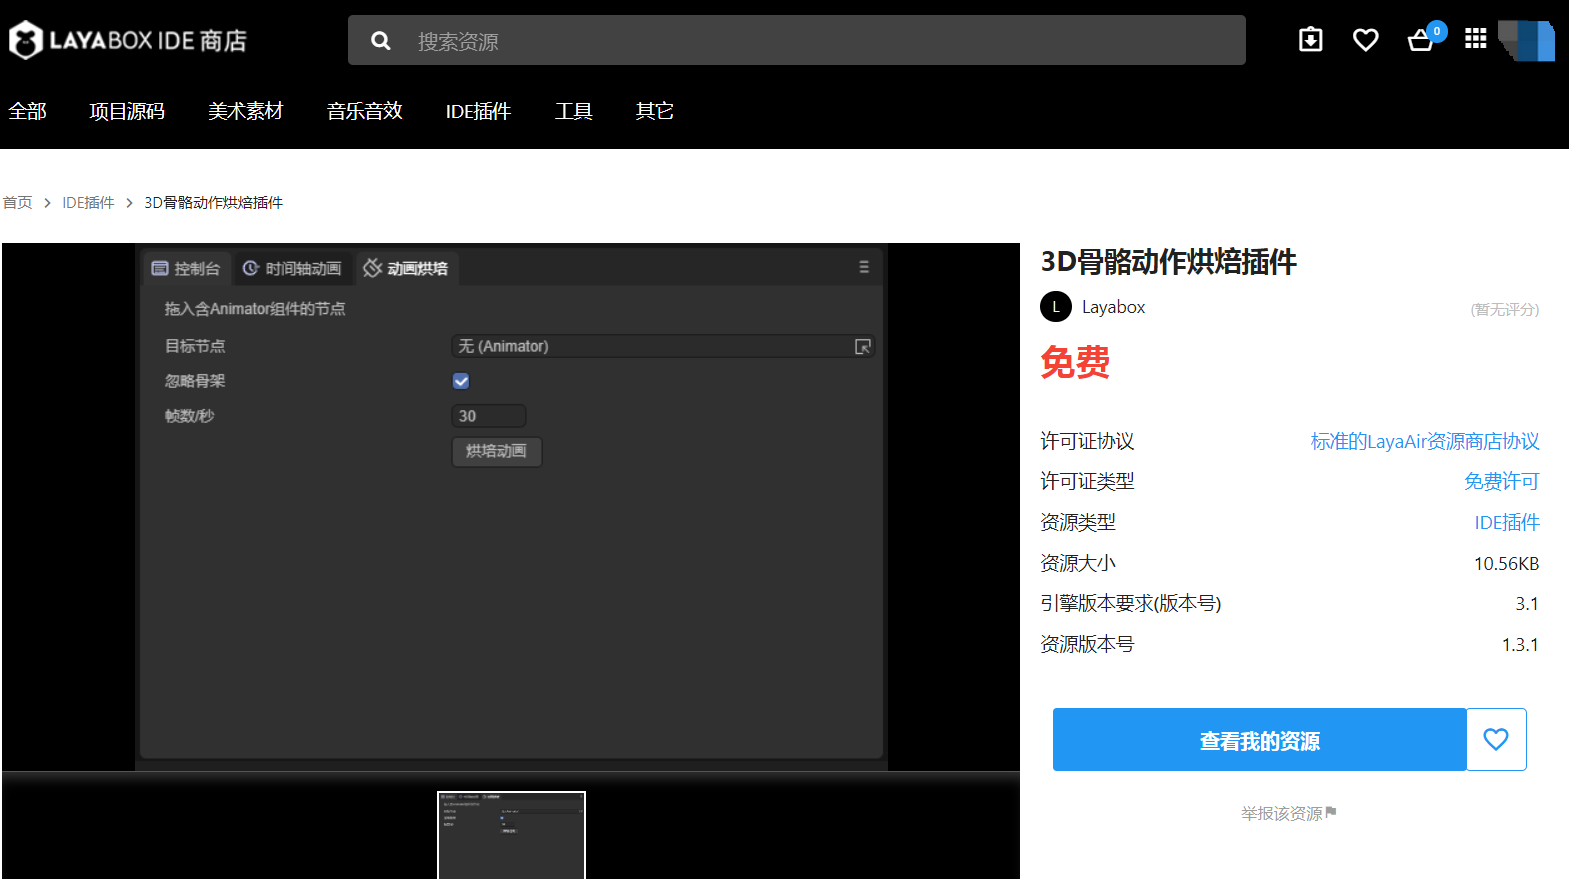 LAYABOX IDE 商店
搜索资源
0
全部 项目源码 美术素材 音乐音效 IDE插件 工具 其它
首页 > IDE插件 > 3D骨骼动作烘焙插件
控制台 时间轴动画 动画烘培
拖入含Animator组件的节点
目标节点 无 (Animator)
忽略骨架
帧数/秒 30
烘培动画
3D骨骼动作烘焙插件
L Layabox (暂无评分)
免费
许可证协议 标准的LayaAir资源商店协议
许可证类型 免费许可
资源类型 IDE插件
资源大小 10.56KB
引擎版本要求(版本号) 3.1
资源版本号 1.3.1
查看我的资源
举报该资源